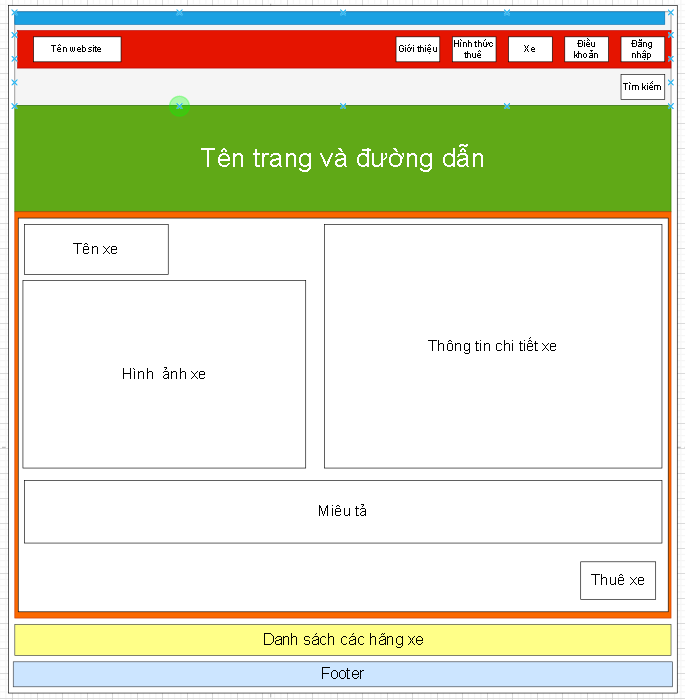 Tên website
Giới thiệu
Hình thức
thuê
Xe
Điều
khoản
Đăng
nhập
Tìm kiếm
Tên trang và đường dẫn
Tên xe
Thông tin chi tiết xe
Hình ảnh xe
Miêu tả
Thuê xe
Danh sách các hãng xe
Footer